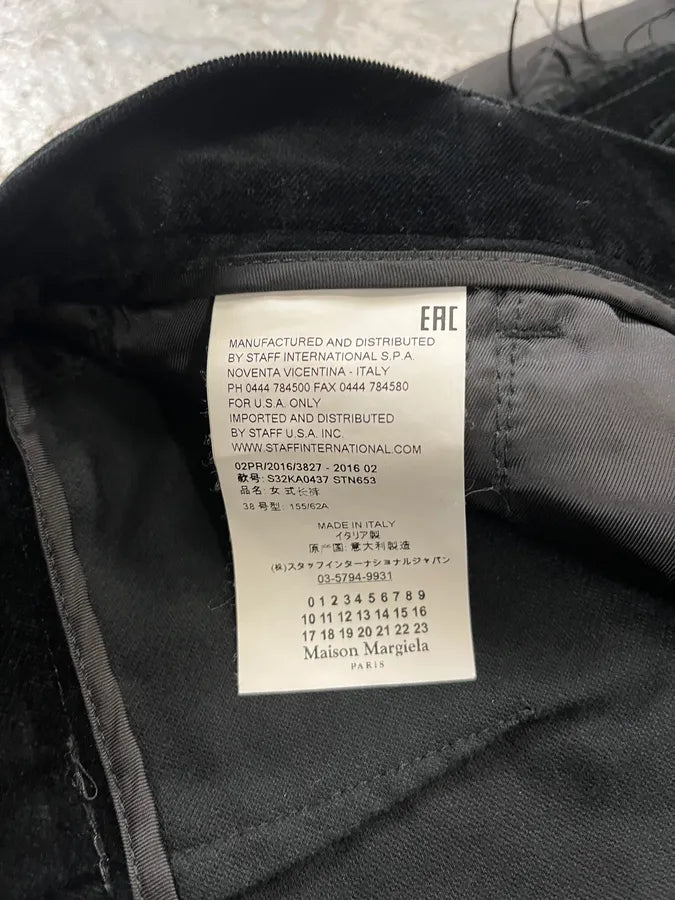 EAC
MANUFACTURED AND DISTRIBUTED
BY STAFF INTERNATIONAL S.P.A.
NOVENTA VICENTINA - ITALY
PH 0444 784500 FAX 0444 784580
FOR U.S.A. ONLY
IMPORTED AND DISTRIBUTED
BY STAFF U.S.A. INC.
WWW.STAFFINTERNATIONAL.COM
02PR/2016/3827 - 2016 02
款号: S32KA0437 STN653
品名: 女式长裤
38 号型: 155/62A
MADE IN ITALY
イタリア製
原产国: 意大利製造
(株)スタッフインターナショナルジャパン
03-5794-9931
0 1 2 3 4 5 6 7 8 9
10 11 12 13 14 15 16
17 18 19 20 21 22 23
Maison Margiela
PARIS